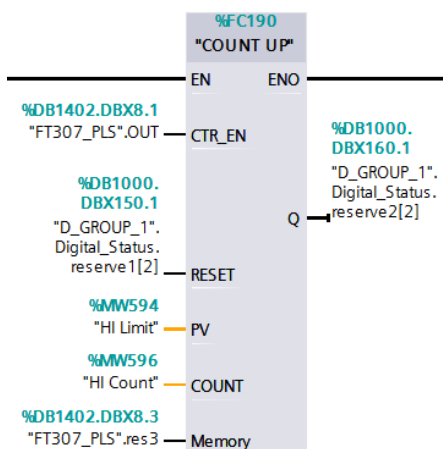 %FC190
"COUNT UP"
EN ENO
%DB1402.DBX8.1
"FT307_PLS".OUT CTR_EN
%DB1000.
DBX160.1
"D_GROUP_1".
Digital_Status.
reserve2[2]
Q
%DB1000.
DBX150.1
"D_GROUP_1".
Digital_Status.
reserve1[2] RESET
%MW594
"HI Limit" PV
%MW596
"HI Count" COUNT
%DB1402.DBX8.3
"FT307_PLS".res3 Memory